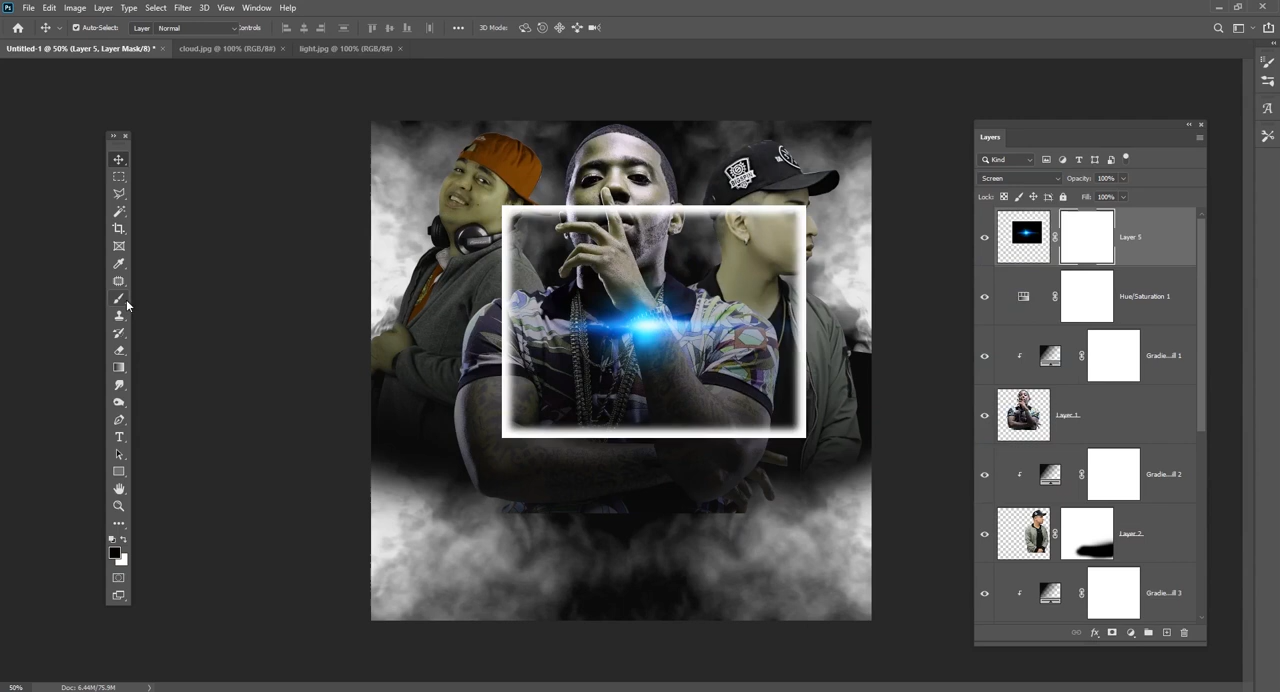 Ps File Edit Image Layer Type Select Filter 3D View Window Help
Auto-Select: Layer Normal Controls 3D Mode:
Untitled-1 @ 50% (Layer 5, Layer Mask/8) * × cloud.jpg @ 100% (RGB/8#) × light.jpg @ 100% (RGB/8#) ×
Layers
Kind
Screen Opacity: 100%
Lock: Fill: 100%
Layer 5
Hue/Saturation 1
Gradie...ill 1
Layer 1
Gradie...ill 2
Layer 2
Gradie...ill 3
50% Doc: 6.44M/75.9M